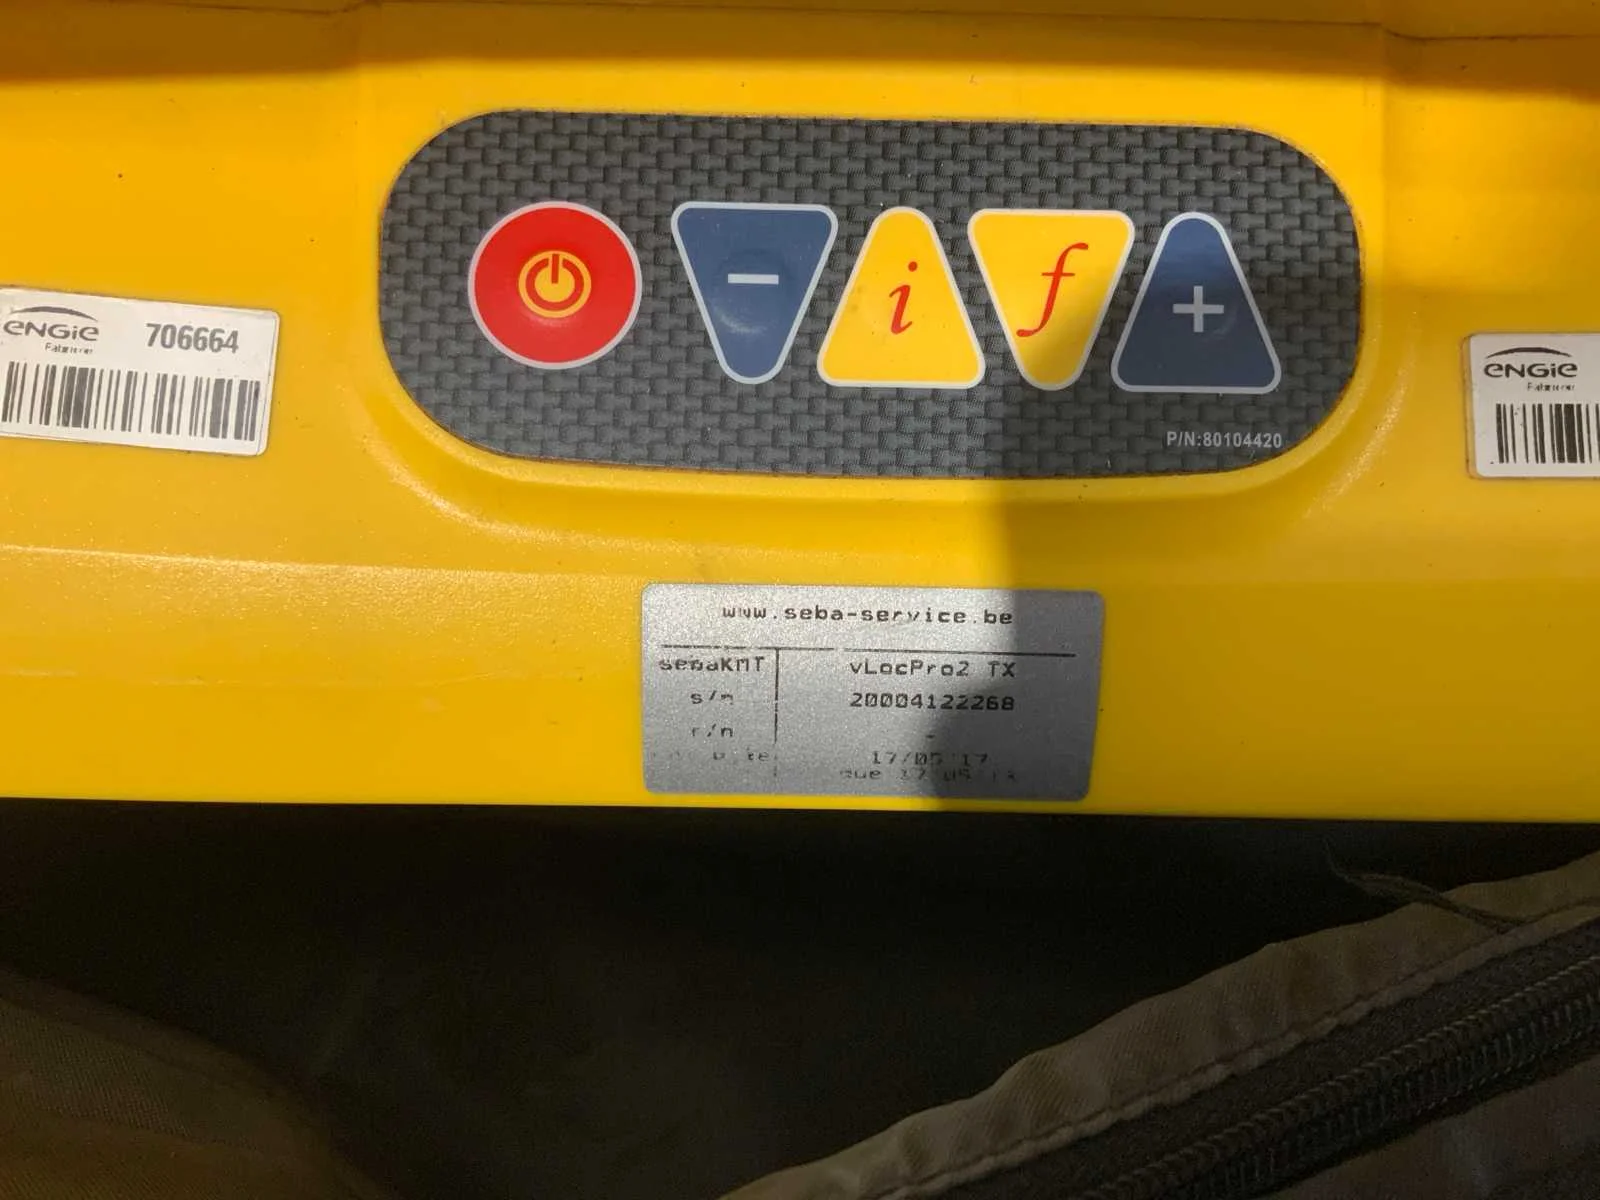 i
f
P/N:80104420
ENGIE
706664
ENGIE
www.seba-service.be
sebaKMT vLocPro2 TX
s/n 20004122268
r/n -
17/05/17